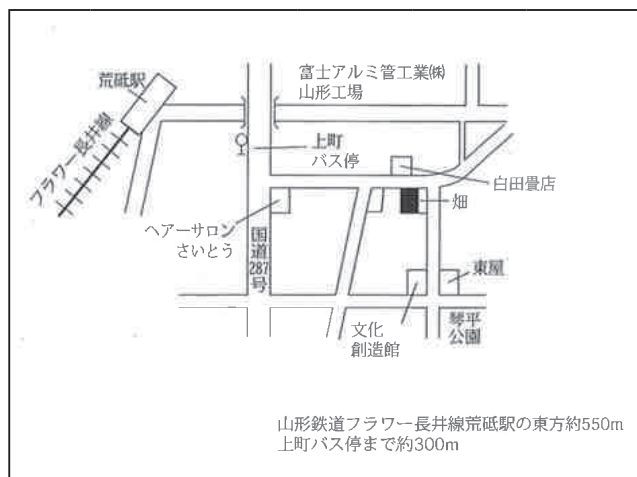 荒砥駅
富士アルミ管工業㈱
山形工場
フラワー長井線
上町
バス停
白田畳店
畑
ヘアーサロン
さいとう
国道287号
東屋
文化
創造館
琴平
公園
山形鉄道フラワー長井線荒砥駅の東方約550m
上町バス停まで約300m